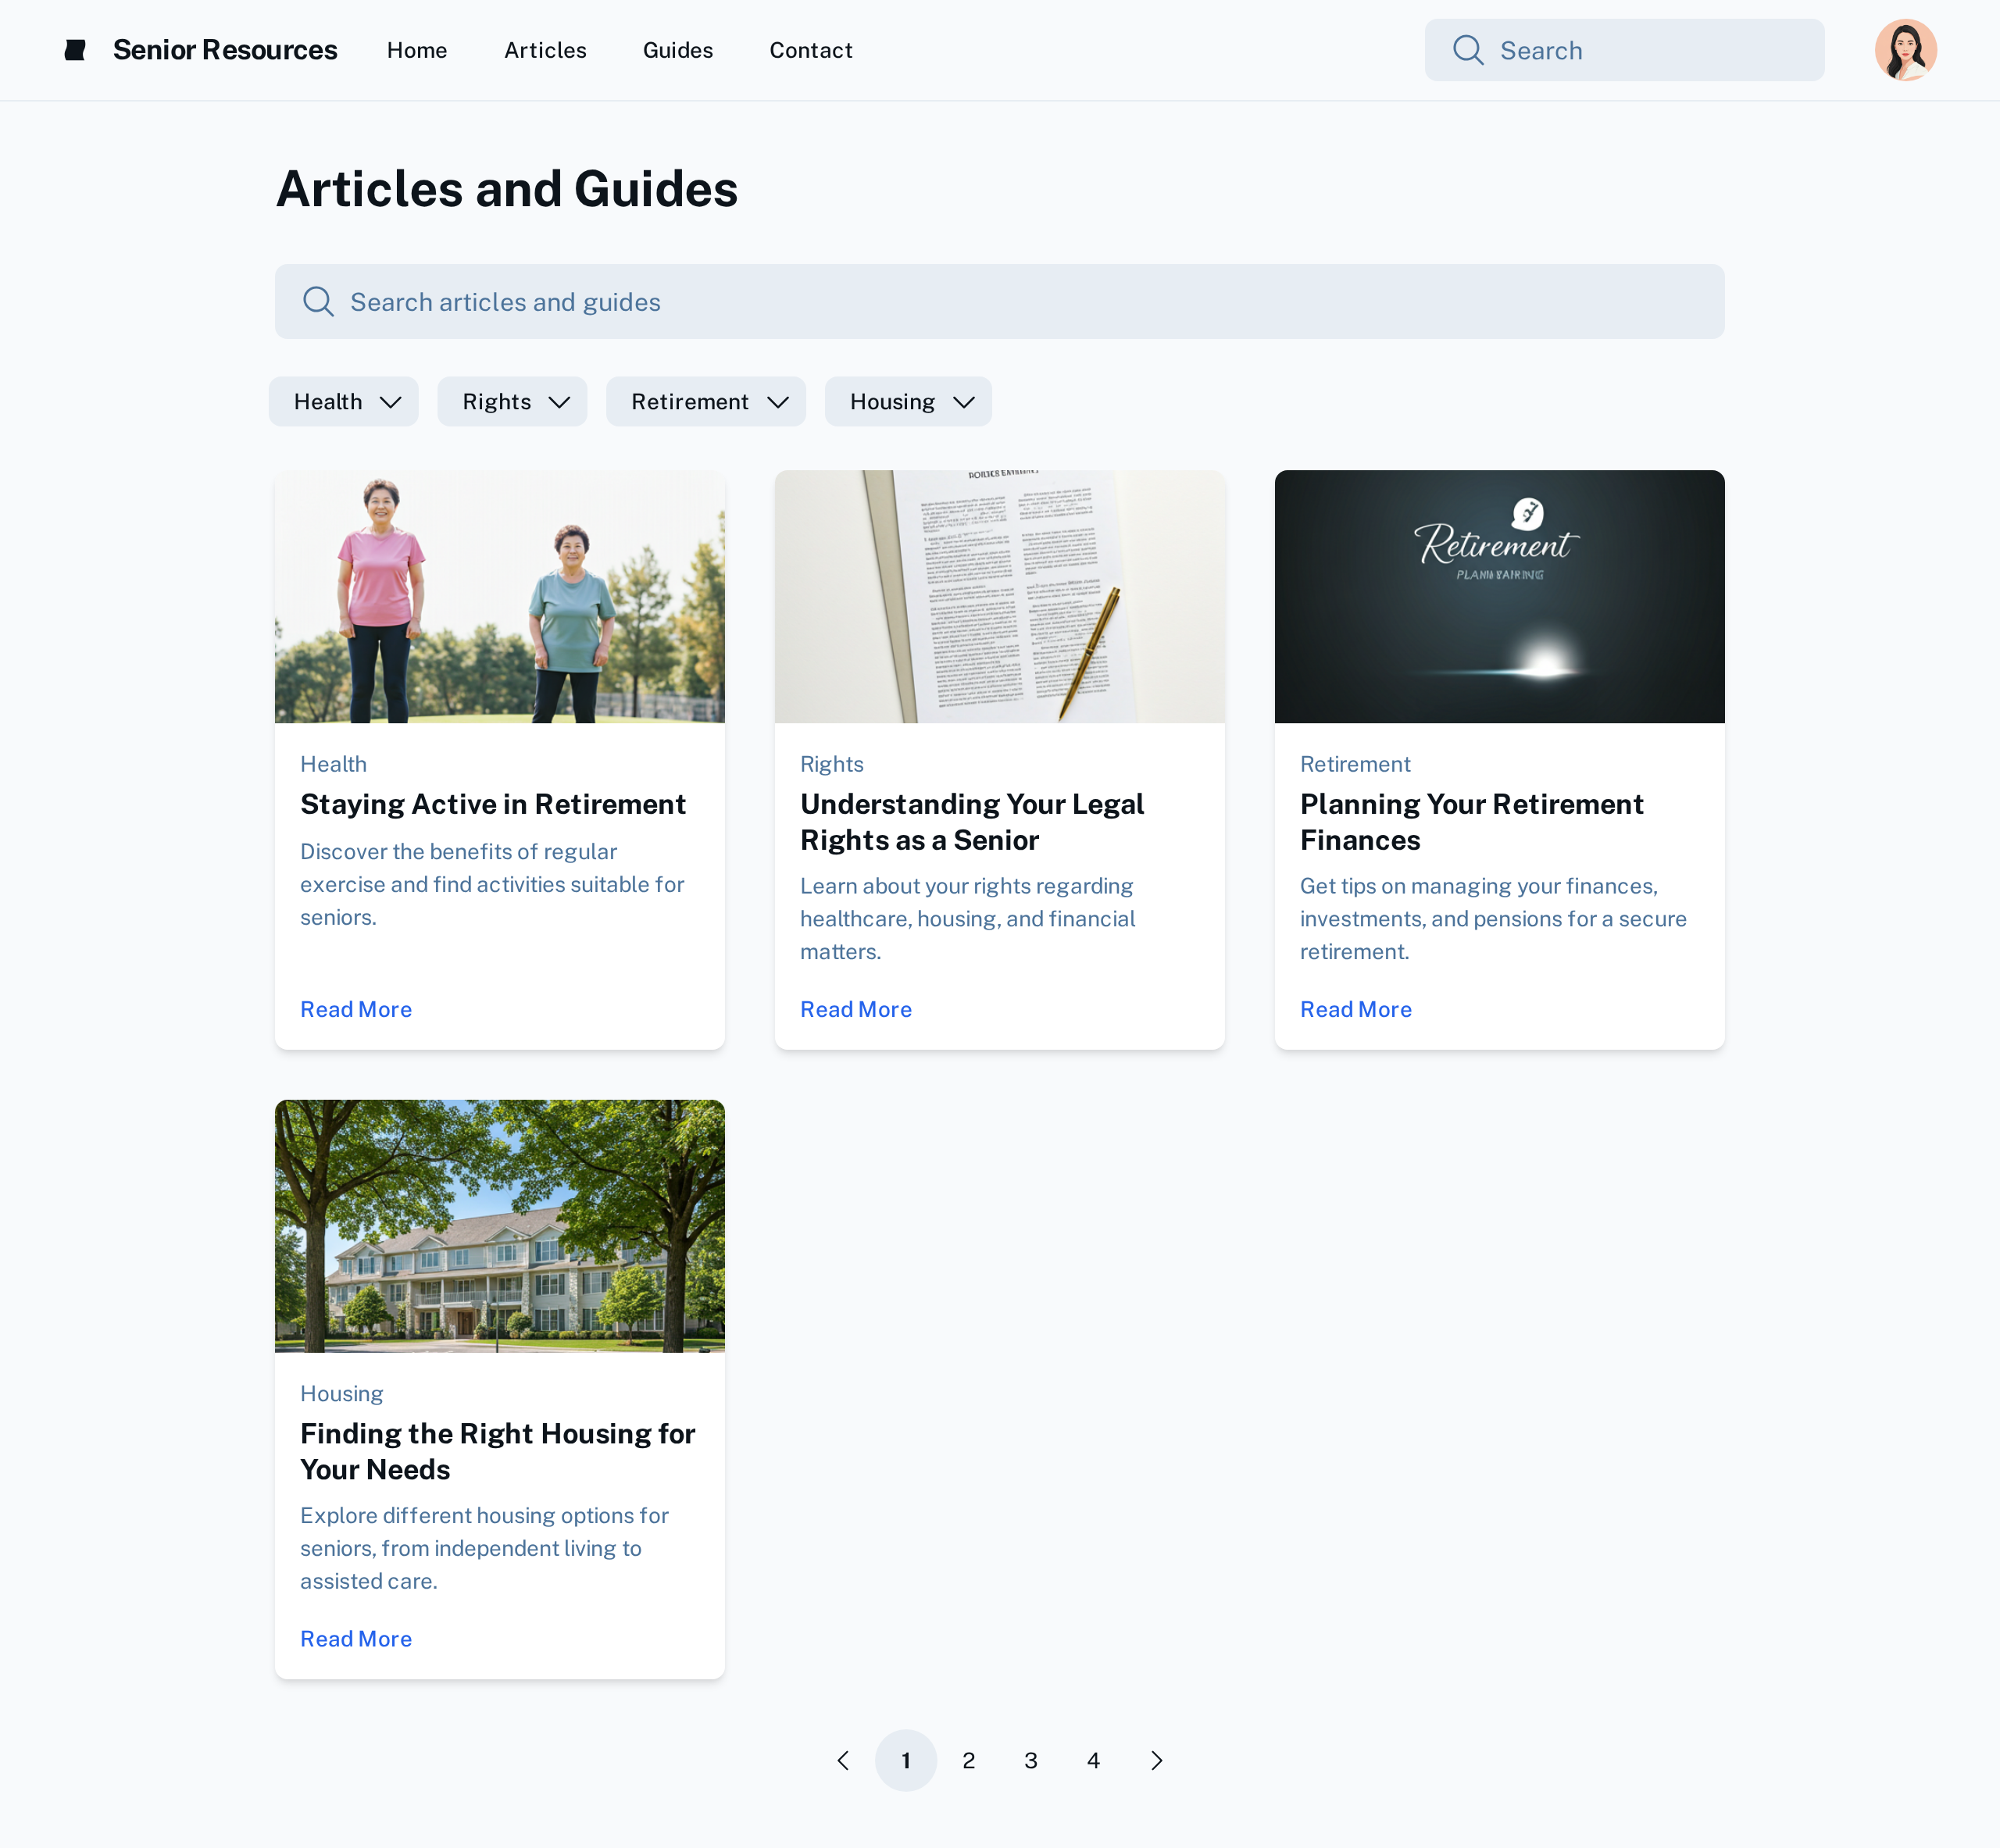 Senior Resources
Home
Articles
Guides
Contact
Search
Articles and Guides
Search articles and guides
Health
Rights
Retirement
Housing
Retirement
Health
Staying Active in Retirement
Discover the benefits of regular
exercise and find activities suitable for
seniors.
Read More
Rights
Understanding Your Legal
Rights as a Senior
Learn about your rights regarding
healthcare, housing, and financial
matters.
Read More
Retirement
Planning Your Retirement
Finances
Get tips on managing your finances,
investments, and pensions for a secure
retirement.
Read More
Housing
Finding the Right Housing for
Your Needs
Explore different housing options for
seniors, from independent living to
assisted care.
Read More
1
2
3
4